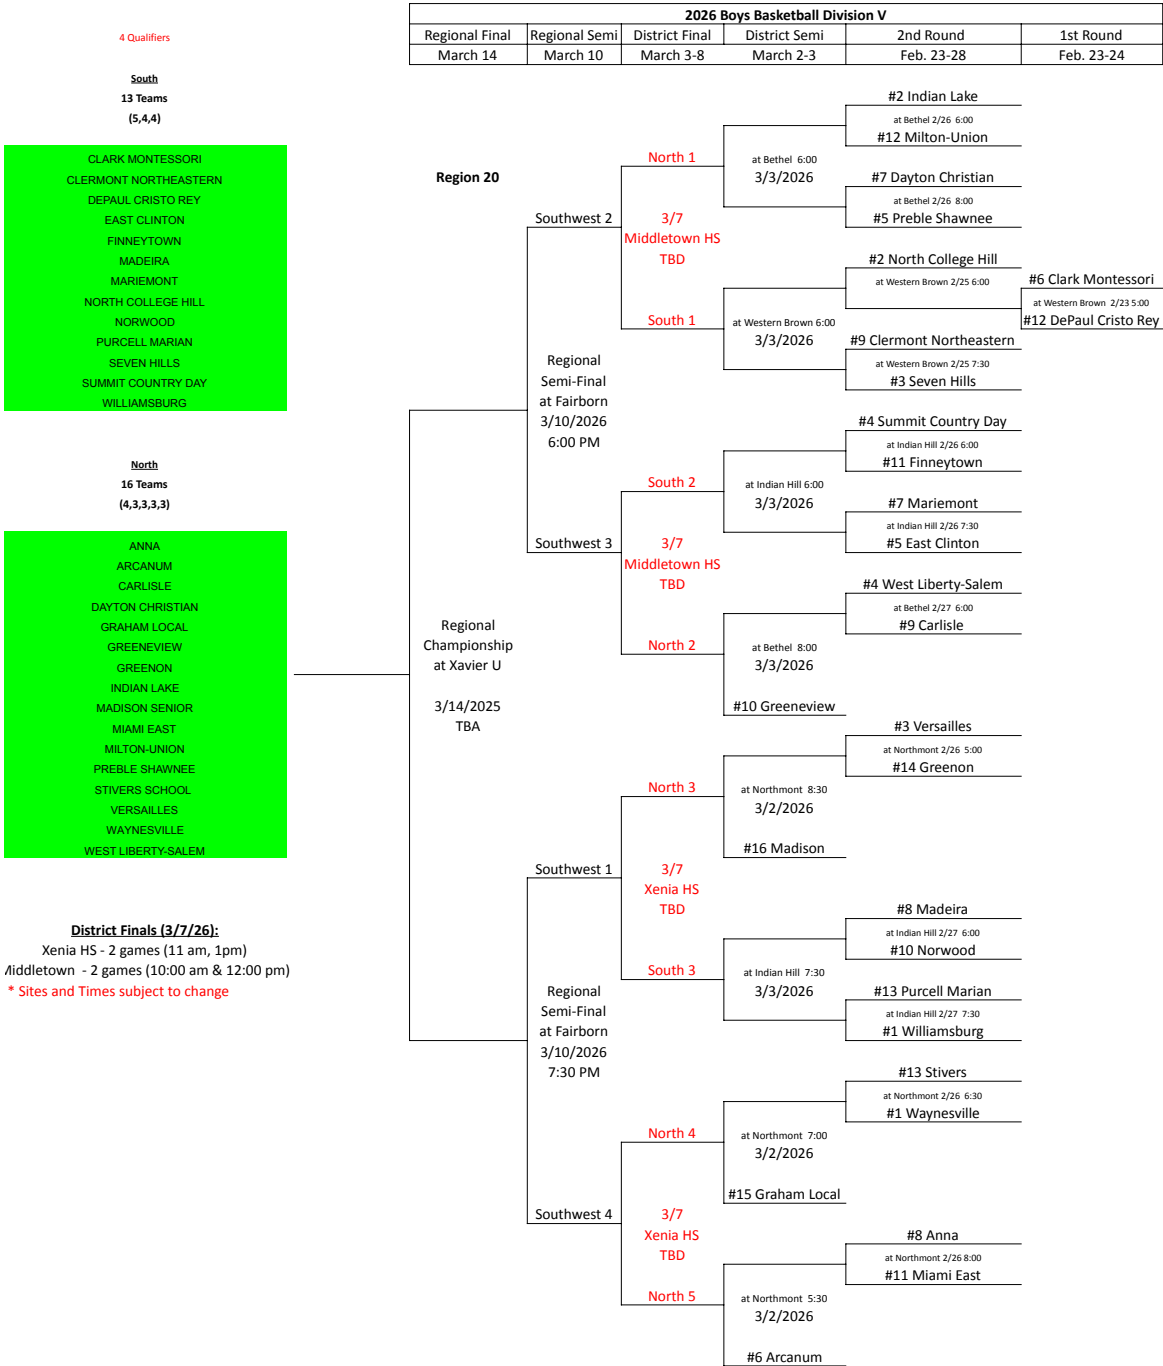 2026 Boys Basketball Division V
Regional Final Regional Semi District Final District Semi 2nd Round 1st Round
March 14 March 10 March 3-8 March 2-3 Feb. 23-28 Feb. 23-24
4 Qualifiers
South
13 Teams
(5,4,4)
CLARK MONTESSORI
CLERMONT NORTHEASTERN
DEPAUL CRISTO REY
EAST CLINTON
FINNEYTOWN
MADEIRA
MARIEMONT
NORTH COLLEGE HILL
NORWOOD
PURCELL MARIAN
SEVEN HILLS
SUMMIT COUNTRY DAY
WILLIAMSBURG
North
16 Teams
(4,3,3,3,3)
ANNA
ARCANUM
CARLISLE
DAYTON CHRISTIAN
GRAHAM LOCAL
GREENEVIEW
GREENON
INDIAN LAKE
MADISON SENIOR
MIAMI EAST
MILTON-UNION
PREBLE SHAWNEE
STIVERS SCHOOL
VERSAILLES
WAYNESVILLE
WEST LIBERTY-SALEM
District Finals (3/7/26):
Xenia HS - 2 games (11 am, 1pm)
Middletown - 2 games (10:00 am & 12:00 pm)
* Sites and Times subject to change
Region 20
Regional
Championship
at Xavier U
3/14/2025
TBA
Southwest 2
Regional
Semi-Final
at Fairborn
3/10/2026
6:00 PM
Southwest 3
Southwest 1
Regional
Semi-Final
at Fairborn
3/10/2026
7:30 PM
Southwest 4
North 1
3/7
Middletown HS
TBD
South 1
South 2
3/7
Middletown HS
TBD
North 2
North 3
3/7
Xenia HS
TBD
South 3
North 4
3/7
Xenia HS
TBD
North 5
at Bethel 6:00
3/3/2026
at Western Brown 6:00
3/3/2026
at Indian Hill 6:00
3/3/2026
at Bethel 8:00
3/3/2026
#10 Greeneview
at Northmont 8:30
3/2/2026
#16 Madison
at Indian Hill 7:30
3/3/2026
at Northmont 7:00
3/2/2026
#15 Graham Local
at Northmont 5:30
3/2/2026
#6 Arcanum
#2 Indian Lake
at Bethel 2/26 6:00
#12 Milton-Union
#7 Dayton Christian
at Bethel 2/26 8:00
#5 Preble Shawnee
#2 North College Hill
at Western Brown 2/25 6:00
#9 Clermont Northeastern
at Western Brown 2/25 7:30
#3 Seven Hills
#4 Summit Country Day
at Indian Hill 2/26 6:00
#11 Finneytown
#7 Mariemont
at Indian Hill 2/26 7:30
#5 East Clinton
#4 West Liberty-Salem
at Bethel 2/27 6:00
#9 Carlisle
#3 Versailles
at Northmont 2/26 5:00
#14 Greenon
#8 Madeira
at Indian Hill 2/27 6:00
#10 Norwood
#13 Purcell Marian
at Indian Hill 2/27 7:30
#1 Williamsburg
#13 Stivers
at Northmont 2/26 6:30
#1 Waynesville
#8 Anna
at Northmont 2/26 8:00
#11 Miami East
#6 Clark Montessori
at Western Brown 2/23 5:00
#12 DePaul Cristo Rey